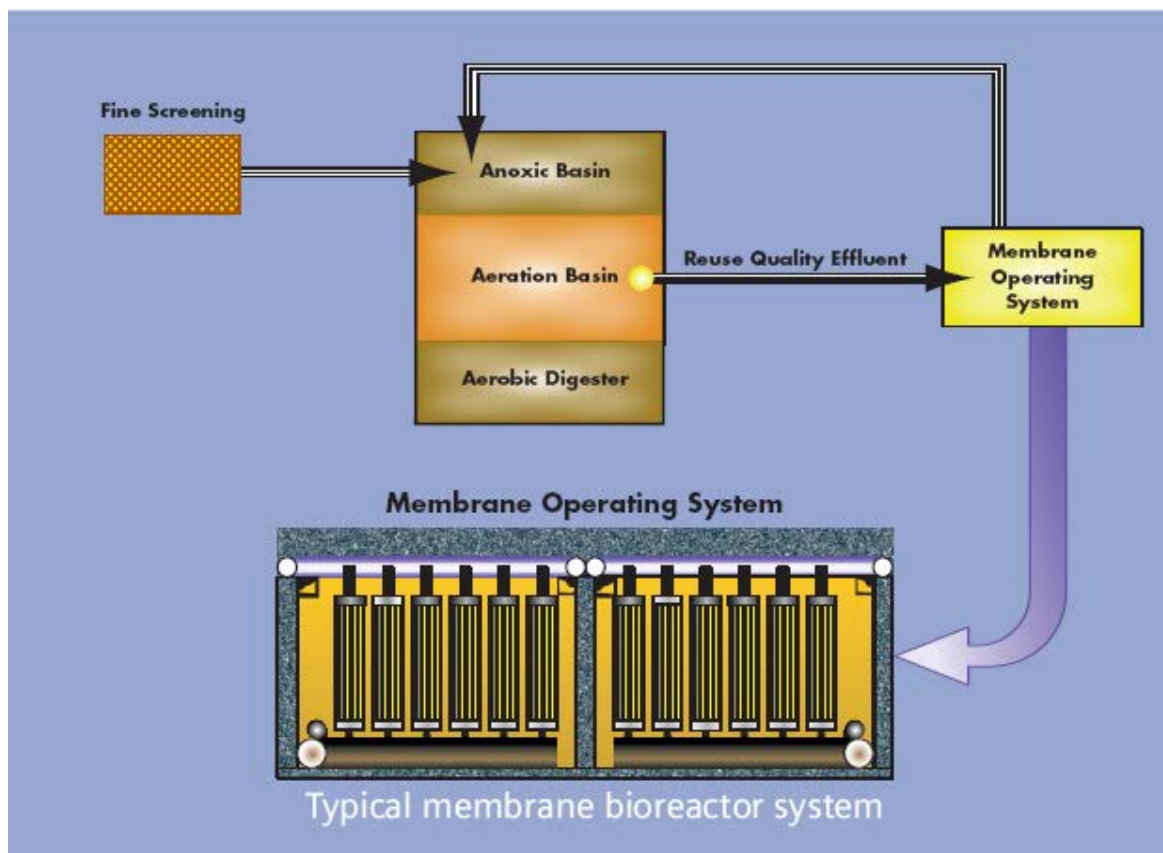 Fine Screening
Anoxic Basin
Aeration Basin
Reuse Quality Effluent
Membrane
Operating
System
Aerobic Digester
Membrane Operating System
Typical membrane bioreactor system